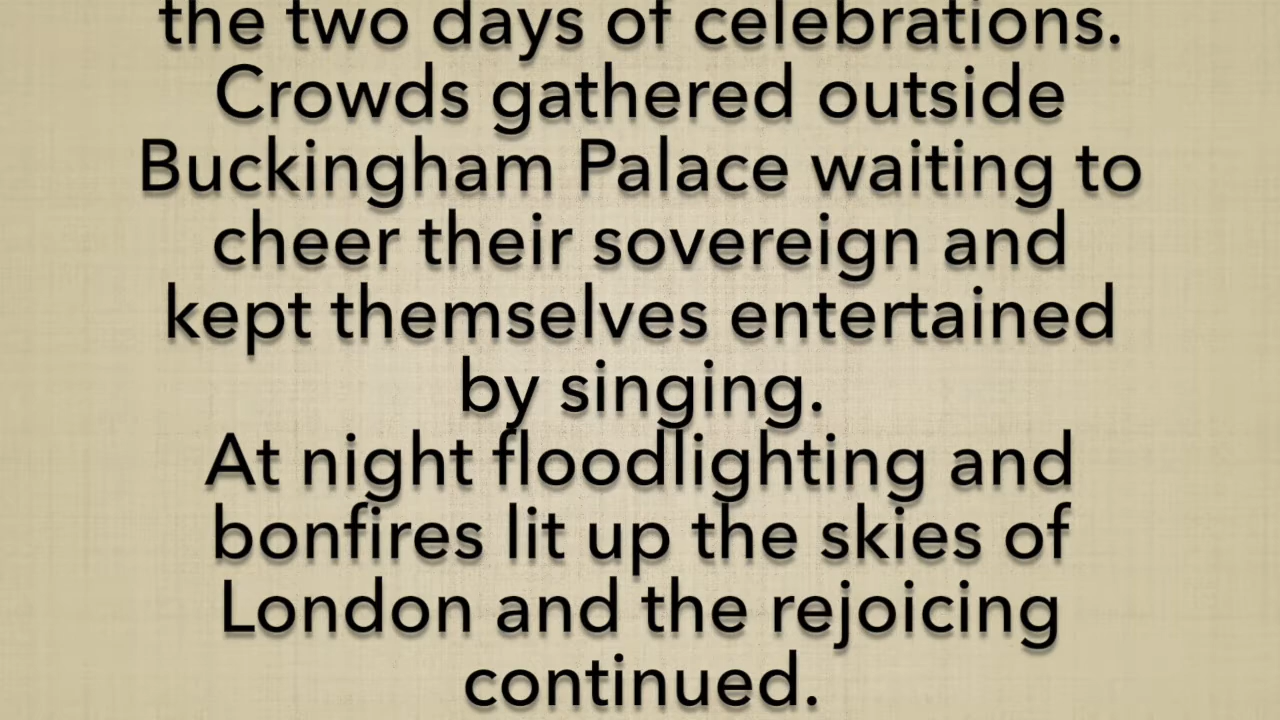 the two days of celebrations.
Crowds gathered outside
Buckingham Palace waiting to
cheer their sovereign and
kept themselves entertained
by singing.
At night floodlighting and
bonfires lit up the skies of
London and the rejoicing
continued.